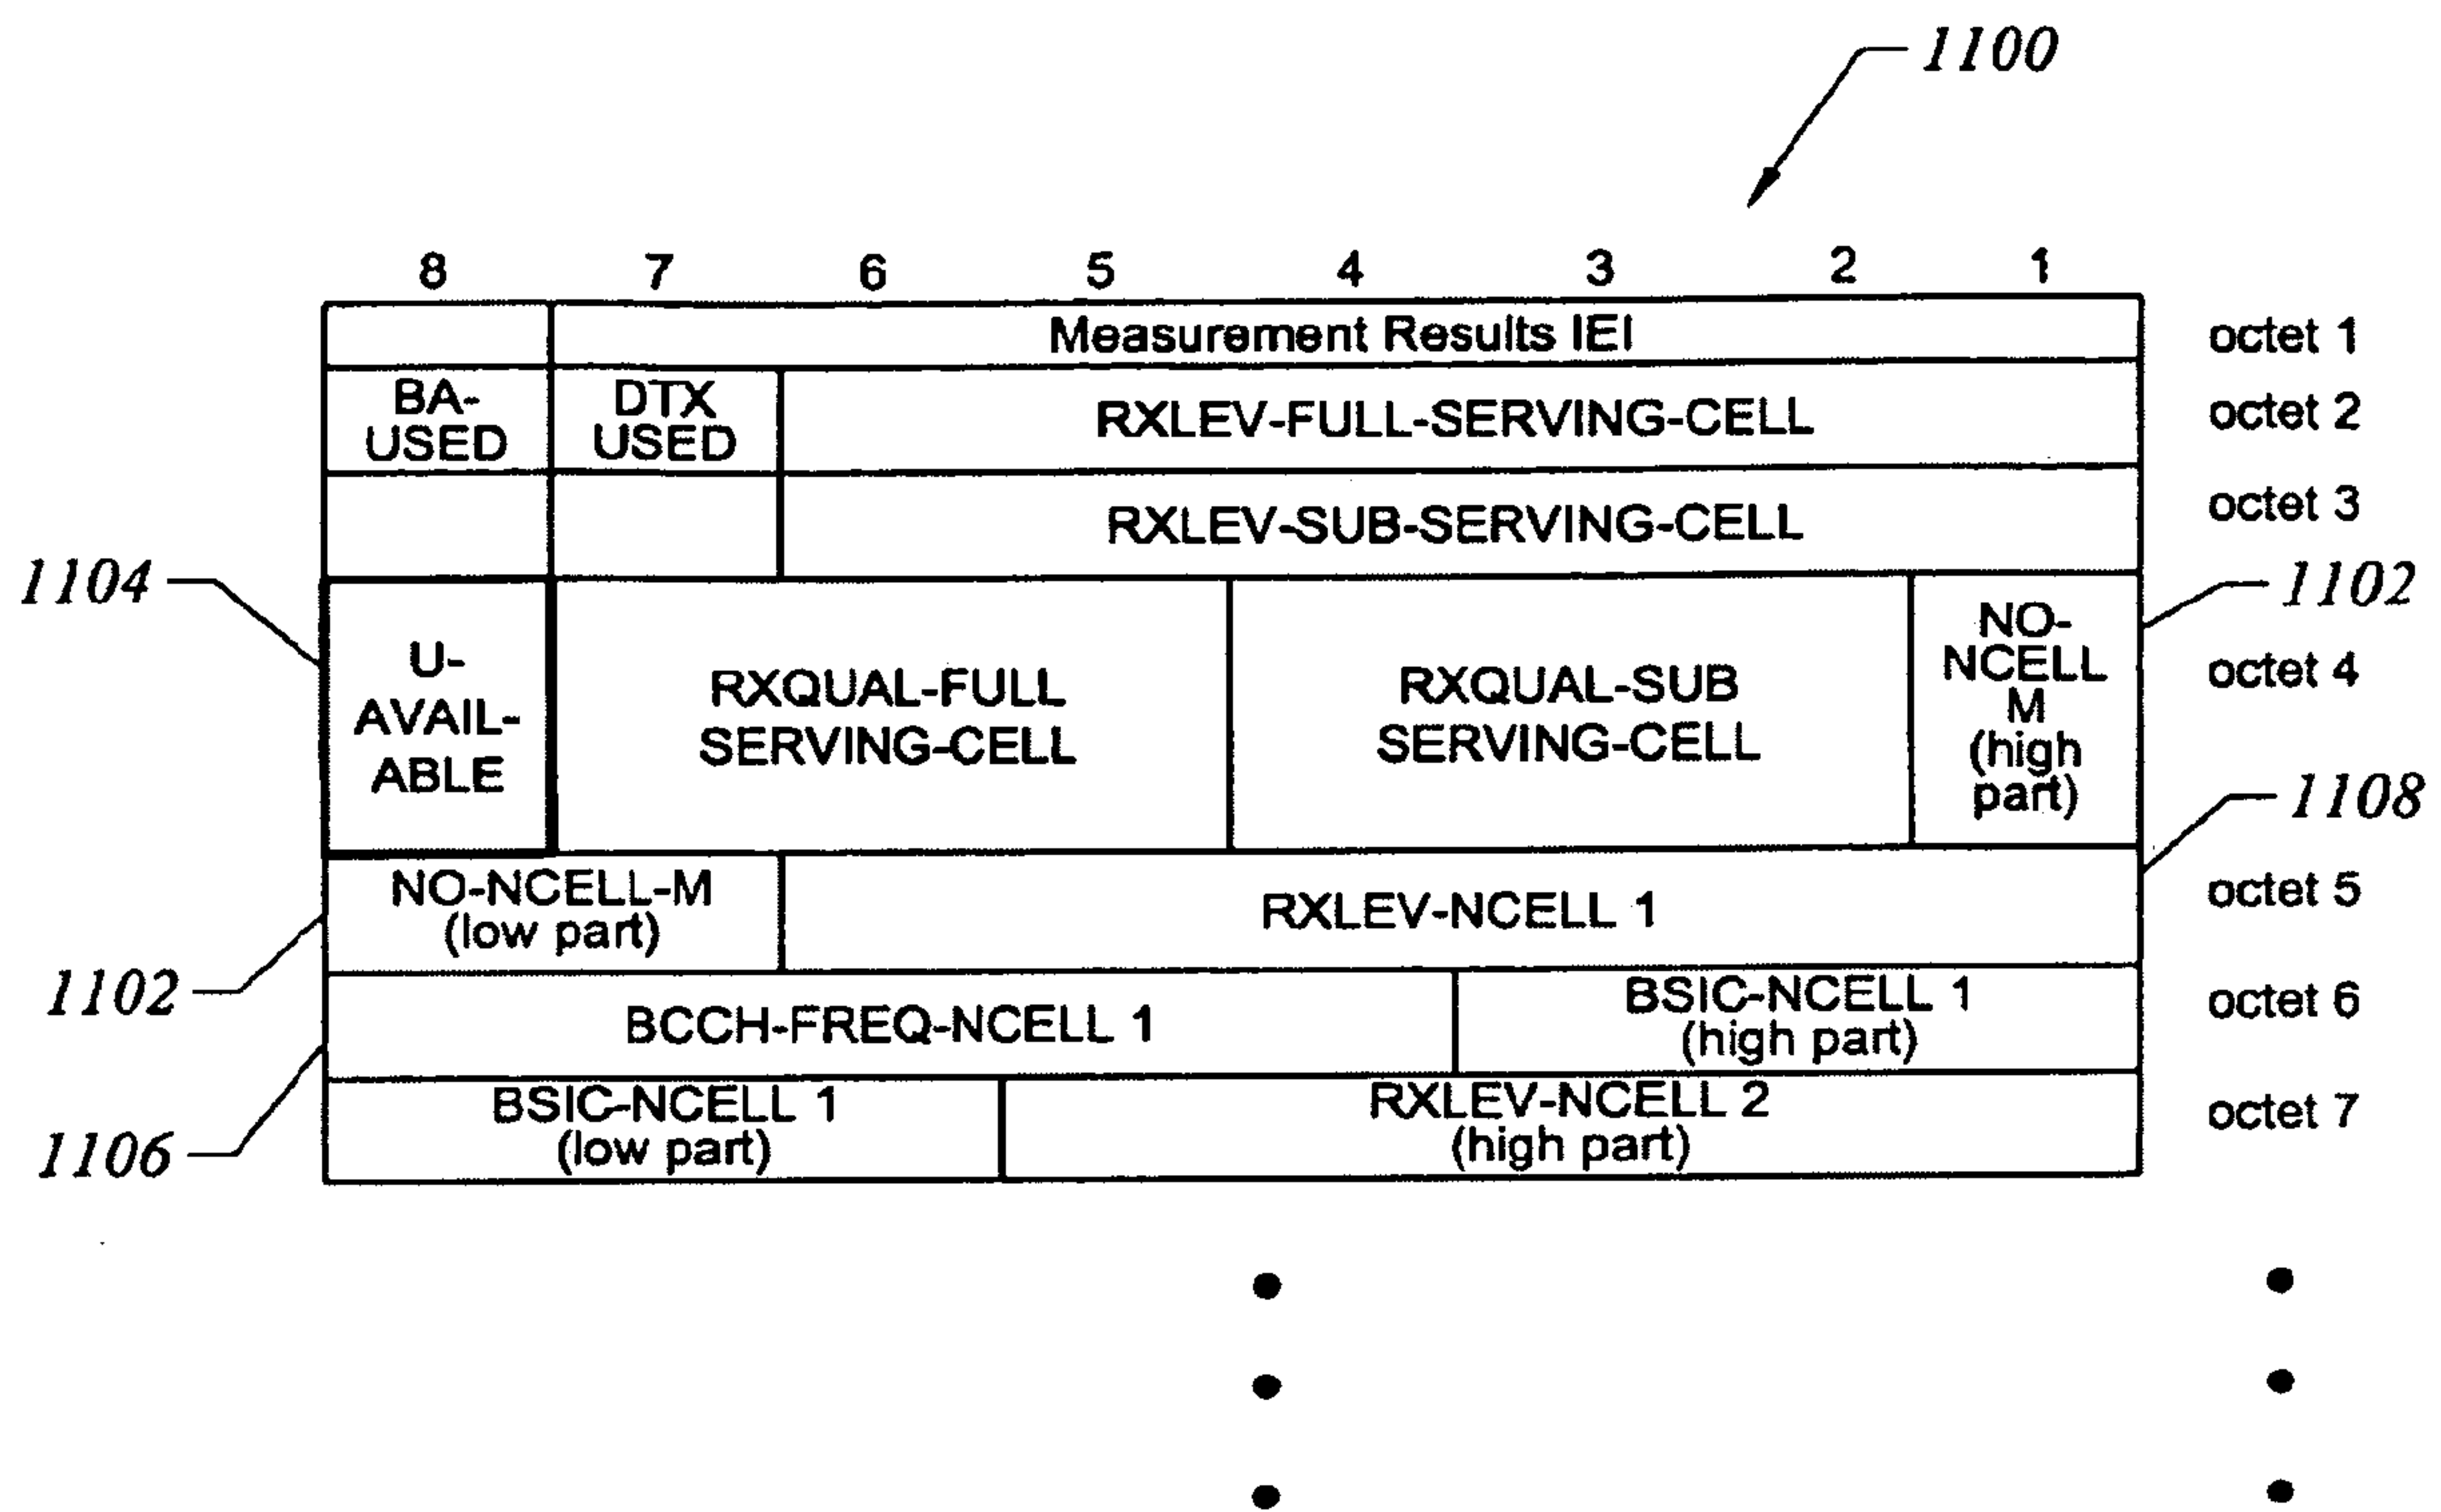 1100
8 7 6 5 4 3 2 1
Measurement Results IEI octet 1
BA- DTX
USED USED
RXLEV-FULL-SERVING-CELL octet 2
RXLEV-SUB-SERVING-CELL octet 3
1104
1102
U-
AVAIL-
ABLE
RXQUAL-FULL
SERVING-CELL
RXQUAL-SUB
SERVING-CELL
NO-
NCELL
M
(high
part)
octet 4
1108
NO-NCELL-M
(low part)
RXLEV-NCELL 1
octet 5
1102
BCCH-FREQ-NCELL 1
BSIC-NCELL 1
(high part)
octet 6
1106
BSIC-NCELL 1
(low part)
RXLEV-NCELL 2
(high part)
octet 7